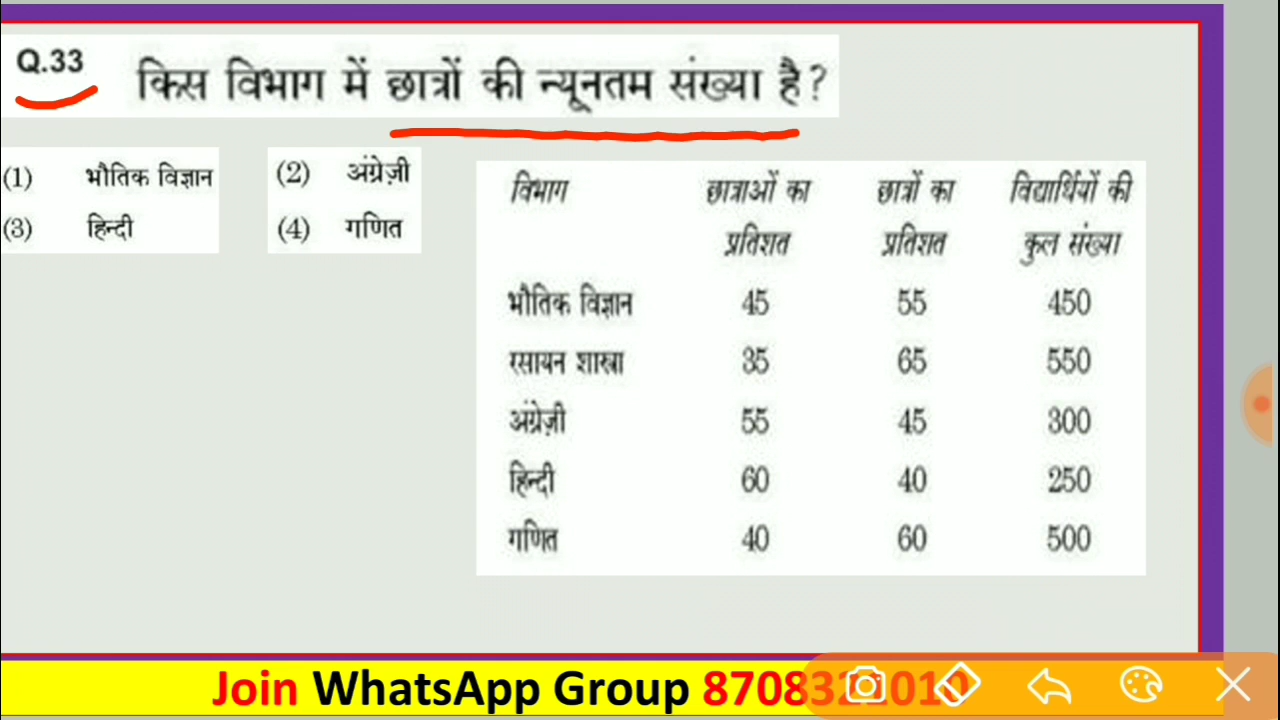 Q.33 किस विभाग में छात्रों की न्यूनतम संख्या है?
(1) भौतिक विज्ञान (2) अंग्रेज़ी
(3) हिन्दी (4) गणित
विभाग छात्राओं का छात्रों का विद्यार्थियों की
प्रतिशत प्रतिशत कुल संख्या
भौतिक विज्ञान 45 55 450
रसायन शास्त्रा 35 65 550
अंग्रेज़ी 55 45 300
हिन्दी 60 40 250
गणित 40 60 500
Join WhatsApp Group